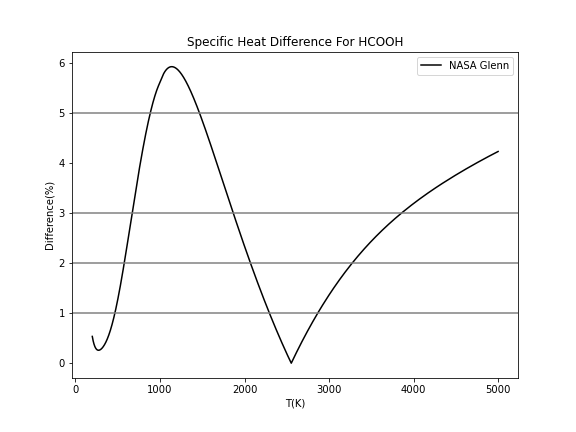 Specific Heat Difference For HCOOH
NASA Glenn
6
5
4
3
2
1
0
Difference(%)
0 1000 2000 3000 4000 5000
T(K)